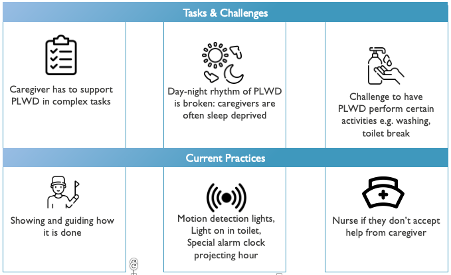 Tasks & Challenges
Caregiver has to support
PLWD in complex tasks
Day-night rhythm of PLWD
is broken: caregivers are
often sleep deprived
Challenge to have
PLWD perform certain
activities e.g. washing,
toilet break
Current Practices
Showing and guiding how
it is done
Motion detection lights,
Light on in toilet,
Special alarm clock
projecting hour
Nurse if they don't accept
help from caregiver